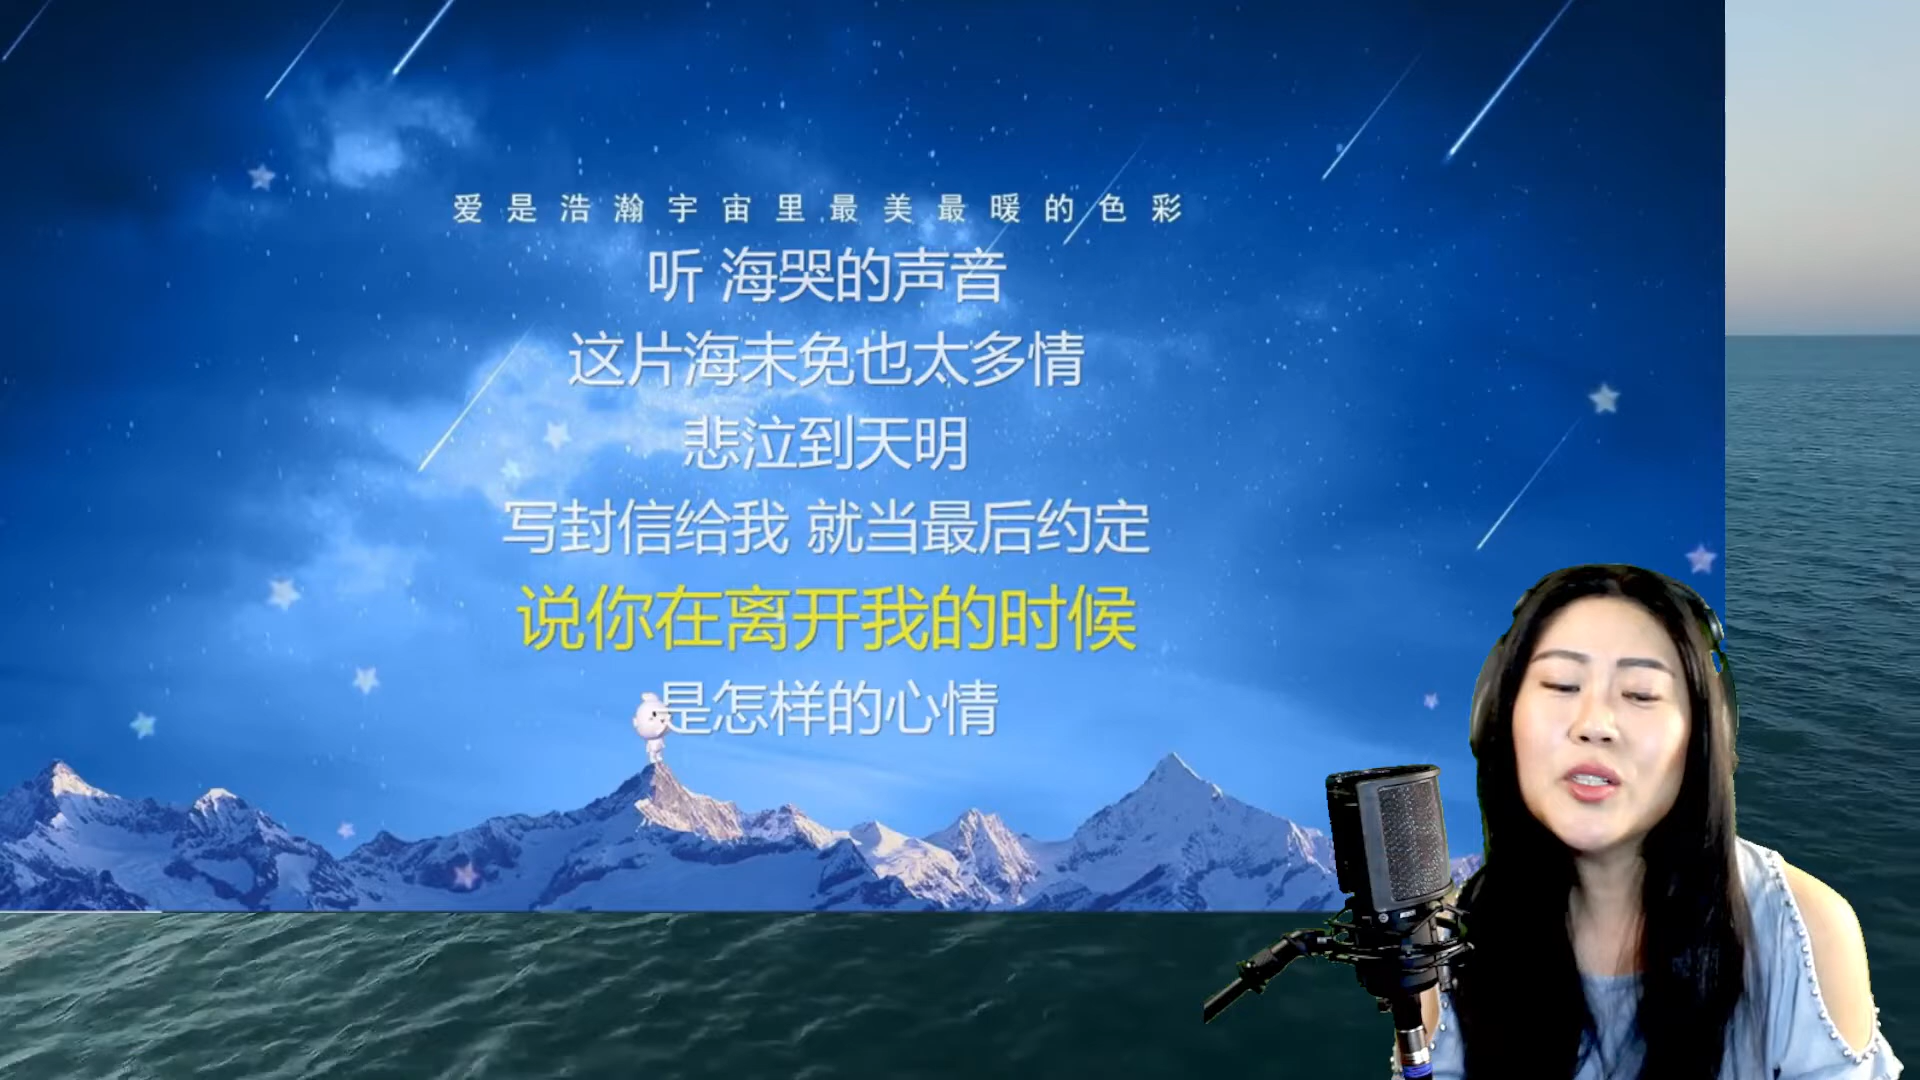 爱是浩瀚宇宙里最美最暖的色彩
听 海哭的声音
这片海未免也太多情
悲泣到天明
写封信给我 就当最后约定
说你在离开我的时候
是怎样的心情